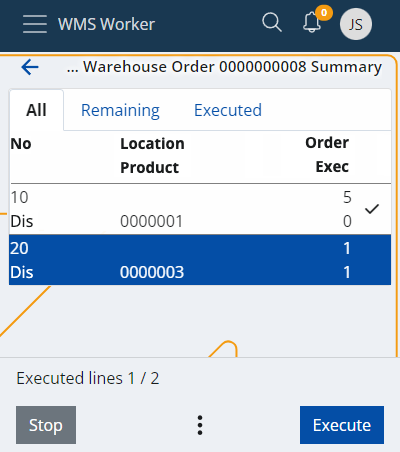 WMS Worker
0
JS
... Warehouse Order 0000000008 Summary
All Remaining Executed
No Location Order
Product Exec
10 5
Dis 0000001 0
20 1
Dis 0000003 1
Executed lines 1 / 2
Stop Execute